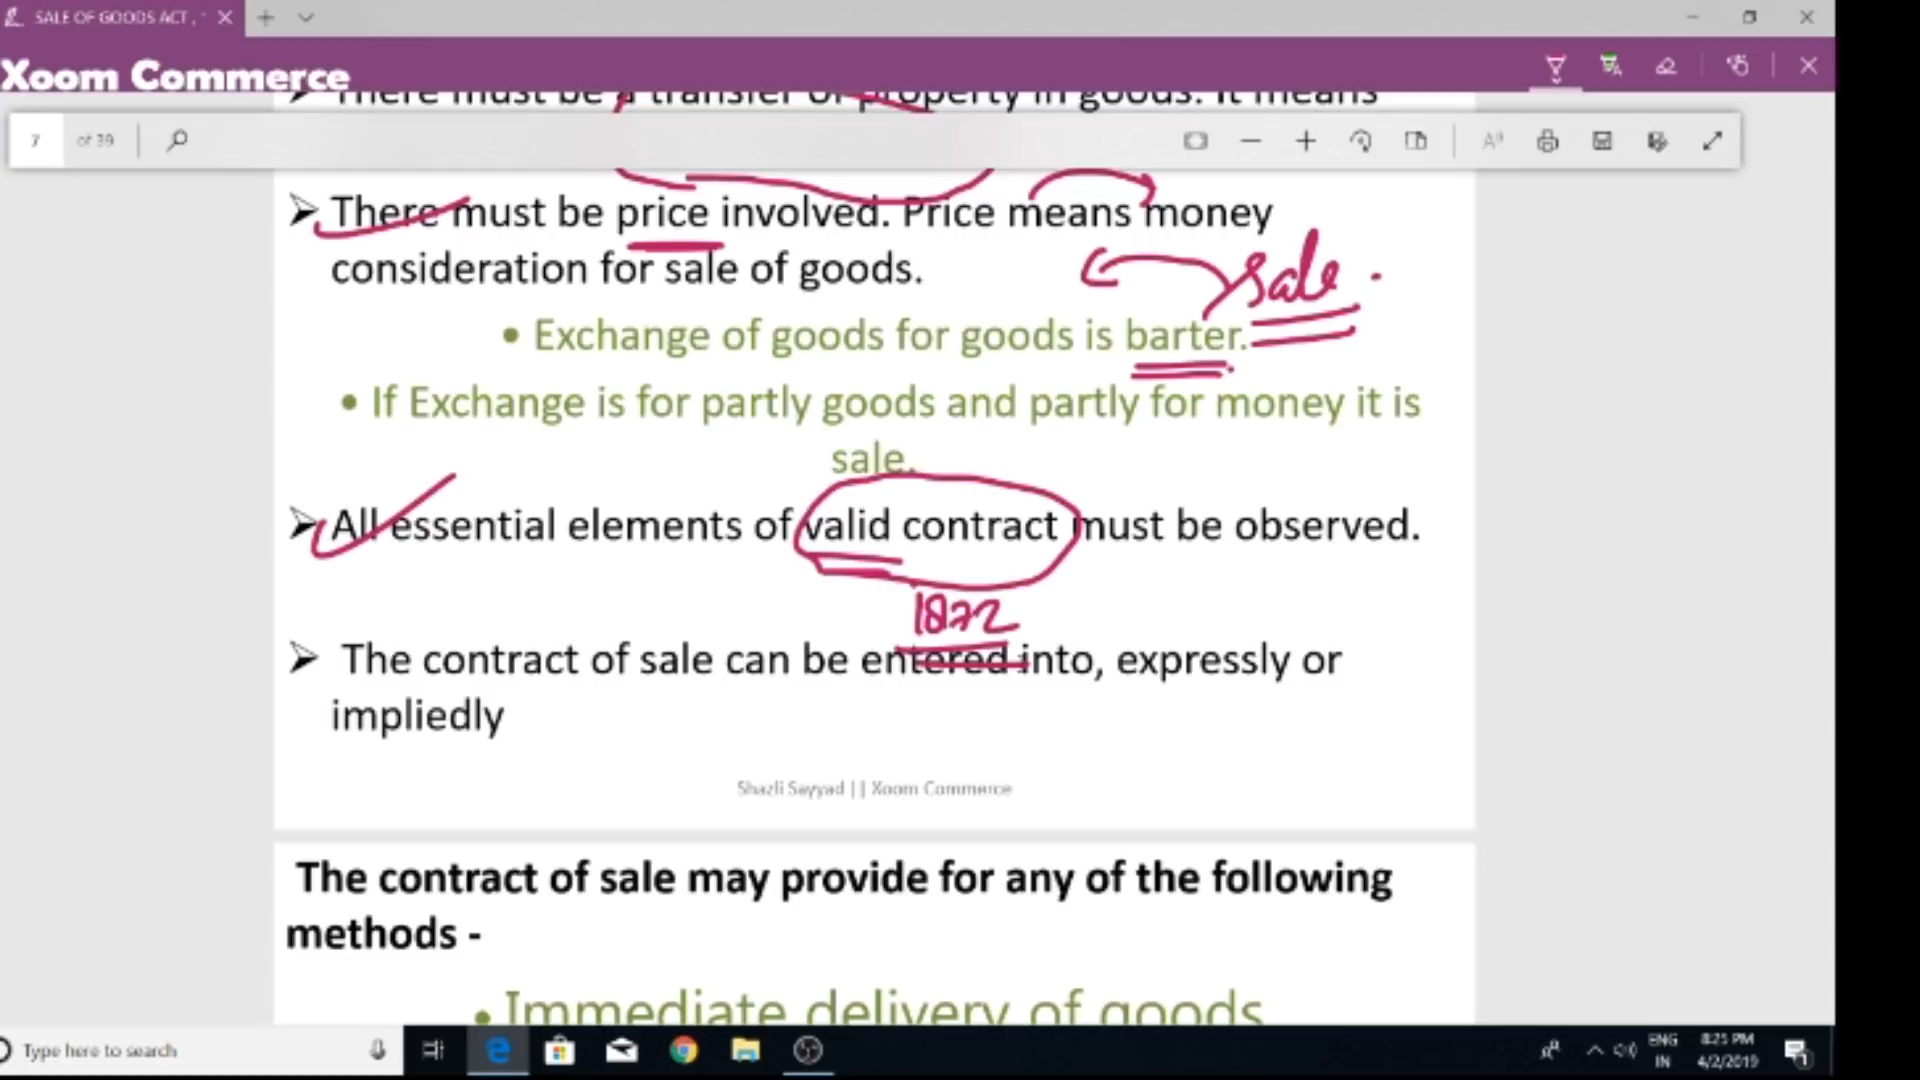 SALE OF GOODS ACT ,
Xoom Commerce
There must be a transfer of property in goods. It means
7 of 39
➢ There must be price involved. Price means money
consideration for sale of goods.
sale.
• Exchange of goods for goods is barter.
• If Exchange is for partly goods and partly for money it is
sale.
➢ All essential elements of valid contract must be observed.
1872
➢ The contract of sale can be entered into, expressly or
impliedly
Shazli Sayyad || Xoom Commerce
The contract of sale may provide for any of the following
methods -
• Immediate delivery of goods
Type here to search
ENG
IN
8:25 PM
4/2/2019